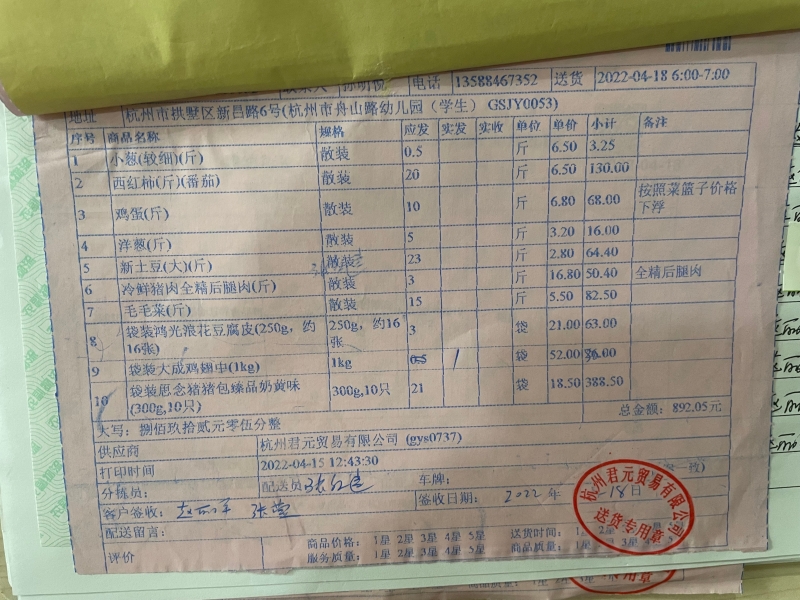 电话 13588467352 送货 2022-04-18 6:00-7:00
地址 杭州市拱墅区新昌路6号(杭州市舟山路幼儿园(学生) GSJY0053)
序号 商品名称 规格 应发 实发 实收 单位 单价 小计 备注
1 小葱(较细)(斤) 散装 0.5 斤 6.50 3.25
2 西红柿(斤)(番茄) 散装 20 斤 6.50 130.00
3 鸡蛋(斤) 散装 10 斤 6.80 68.00 按照菜篮子价格
下浮
4 洋葱(斤) 散装 5 斤 3.20 16.00
5 新土豆(大)(斤) 散装 23 斤 2.80 64.40
6 冷鲜猪肉全精后腿肉(斤) 散装 3 斤 16.80 50.40 全精后腿肉
7 毛毛菜(斤) 散装 15 斤 5.50 82.50
8 袋装鸿光浪花豆腐皮(250g,约
16张) 250g,约16
张 3 袋 21.00 63.00
9 袋装大成鸡翅中(1kg) 1kg 0.5 1 袋 52.00
10 袋装思念猪猪包臻品奶黄味
(300g,10只) 300g,10只 21 袋 18.50 388.50
总金额: 892.05元
大写: 捌佰玖拾贰元零伍分整
供应商 杭州君元贸易有限公司 (gys0737)
打印时间 2022-04-15 12:43:30
分拣员: 配送员 车牌:
客户签收: 签收日期: 2022 年 18 日
配送留言:
评价 商品价格: 1星 2星 3星 4星 5星 送货时间: 1星 2星
服务质量: 1星 2星 3星 4星 5星 商品质量: 1星 2星 3星
杭州君元贸易有限公司
送货专用章